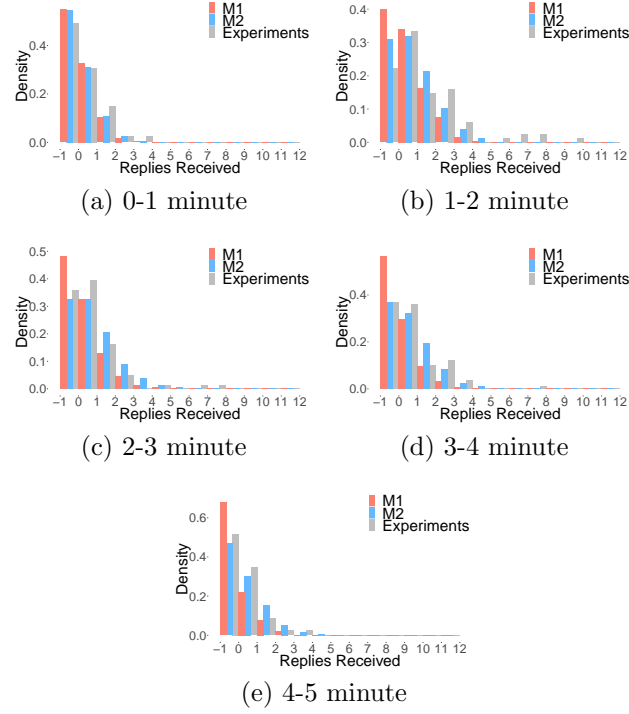 M1
M2
Experiments
Density
0.4
0.2
0.0
−1 0 1 2 3 4 5 6 7 8 9 10 11 12
Replies Received
(a) 0-1 minute
M1
M2
Experiments
Density
0.4
0.3
0.2
0.1
0.0
−1 0 1 2 3 4 5 6 7 8 9 10 11 12
Replies Received
(b) 1-2 minute
M1
M2
Experiments
Density
0.5
0.4
0.3
0.2
0.1
0.0
−1 0 1 2 3 4 5 6 7 8 9 10 11 12
Replies Received
(c) 2-3 minute
M1
M2
Experiments
Density
0.4
0.2
0.0
−1 0 1 2 3 4 5 6 7 8 9 10 11 12
Replies Received
(d) 3-4 minute
M1
M2
Experiments
Density
0.6
0.4
0.2
0.0
−1 0 1 2 3 4 5 6 7 8 9 10 11 12
Replies Received
(e) 4-5 minute